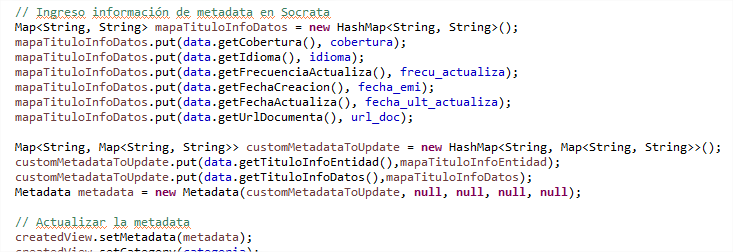 // Ingreso información de metadata en Socrata
Map<String, String> mapaTituloInfoDatos = new HashMap<String, String>();
mapaTituloInfoDatos.put(data.getCobertura(), cobertura);
mapaTituloInfoDatos.put(data.getIdioma(), idioma);
mapaTituloInfoDatos.put(data.getFrecuenciaActualiza(), frecu_actualiza);
mapaTituloInfoDatos.put(data.getFechaCreacion(), fecha_emi);
mapaTituloInfoDatos.put(data.getFechaActualiza(), fecha_ult_actualiza);
mapaTituloInfoDatos.put(data.getUrlDocumenta(), url_doc);
Map<String, Map<String, String>> customMetadataToUpdate = new HashMap<String, Map<String, String>>();
customMetadataToUpdate.put(data.getTituloInfoEntidad(),mapaTituloInfoEntidad);
customMetadataToUpdate.put(data.getTituloInfoDatos(),mapaTituloInfoDatos);
Metadata metadata = new Metadata(customMetadataToUpdate, null, null, null, null);
// Actualizar la metadata
createdView.setMetadata(metadata);
createdView.setCategory(categoria);